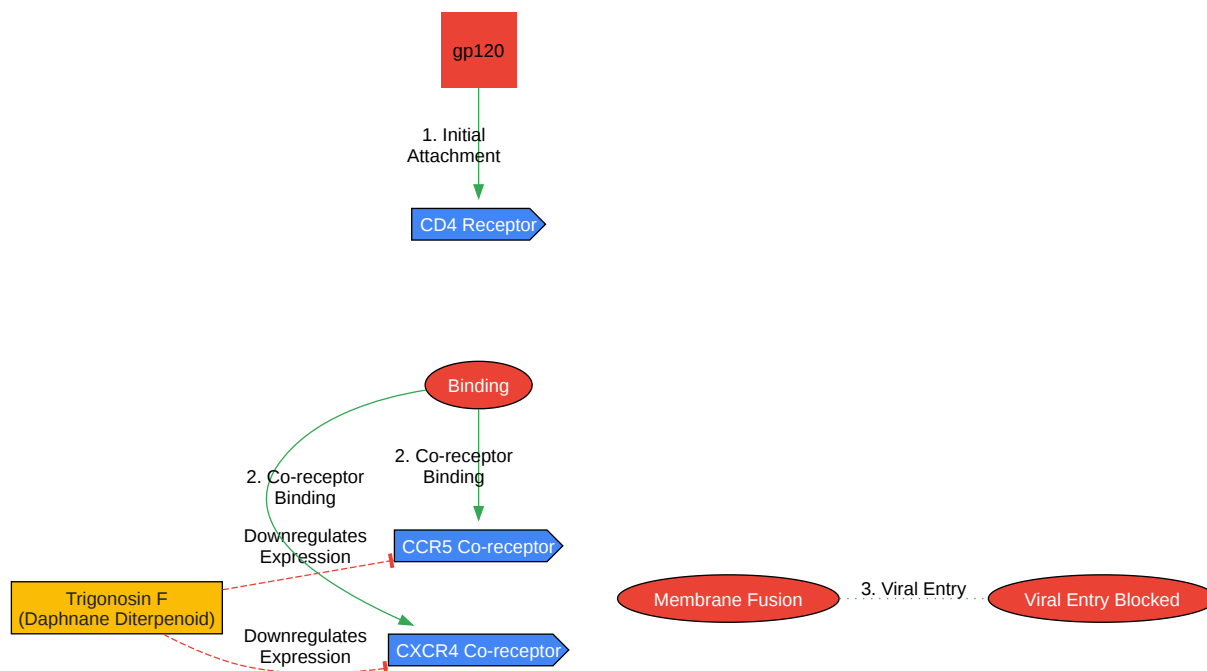 gp120
1. Initial
Attachment
CD4 Receptor
Binding
2. Co-receptor
Binding
2. Co-receptor
Binding
Downregulates
Expression
CCR5 Co-receptor
Trigonosin F
(Daphnane Diterpenoid)
Downregulates
Expression
CXCR4 Co-receptor
Membrane Fusion
3. Viral Entry
Viral Entry Blocked